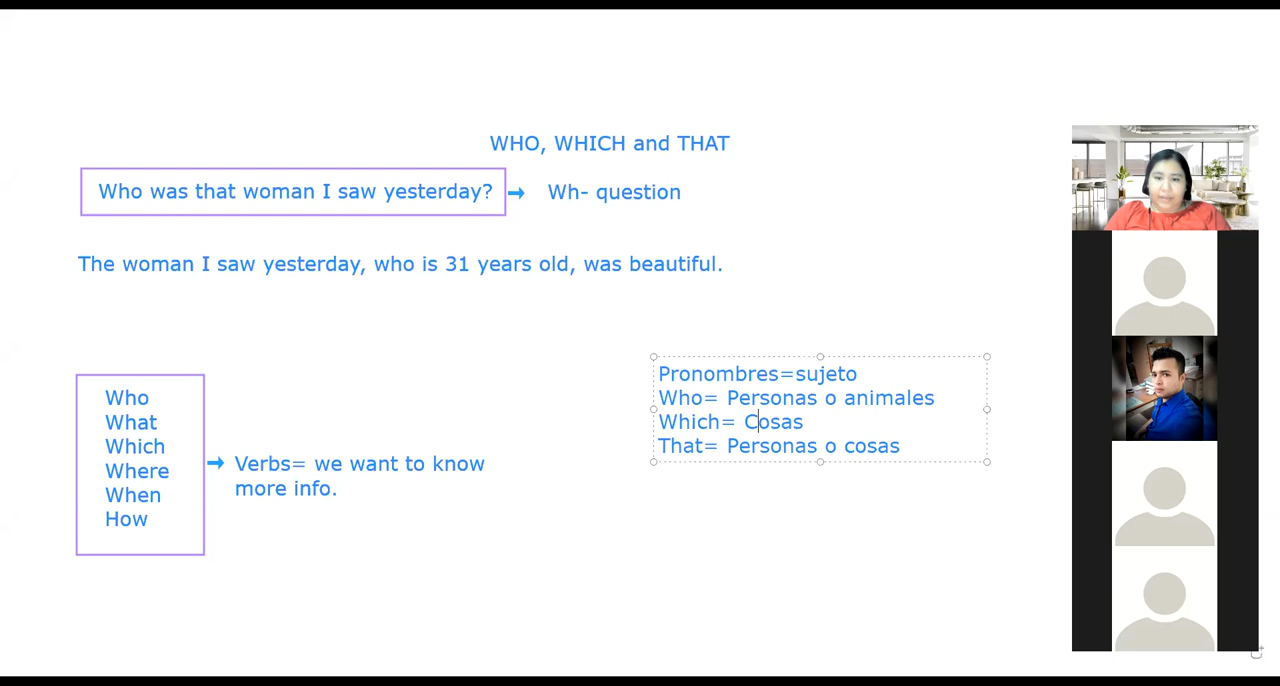 WHO, WHICH and THAT
Who was that woman I saw yesterday?
Wh- question
The woman I saw yesterday, who is 31 years old, was beautiful.
Who
What
Which
Where
When
How
Verbs= we want to know
more info.
Pronombres=sujeto
Who= Personas o animales
Which= Cosas
That= Personas o cosas